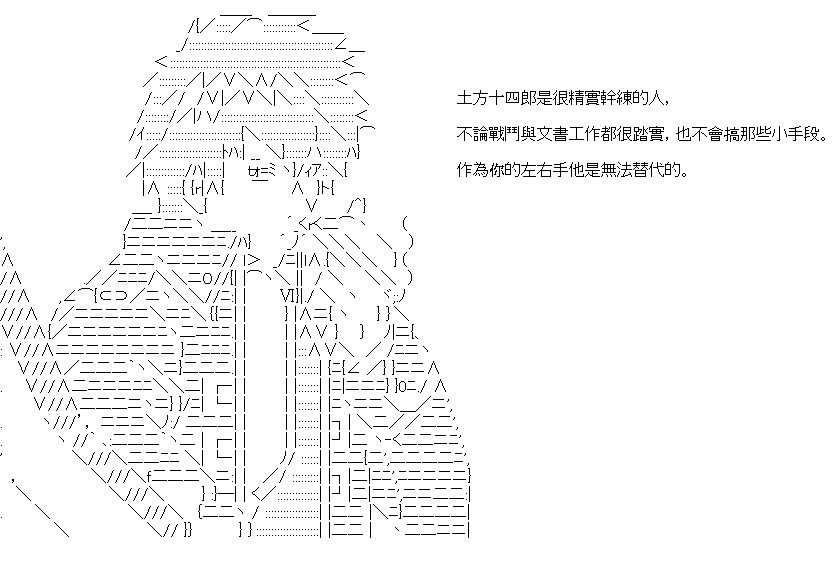 土方十四郎是很精實幹練的人，
不論戰鬥與文書工作都很踏實，也不會搞那些小手段。
作為你的左右手他是無法替代的。